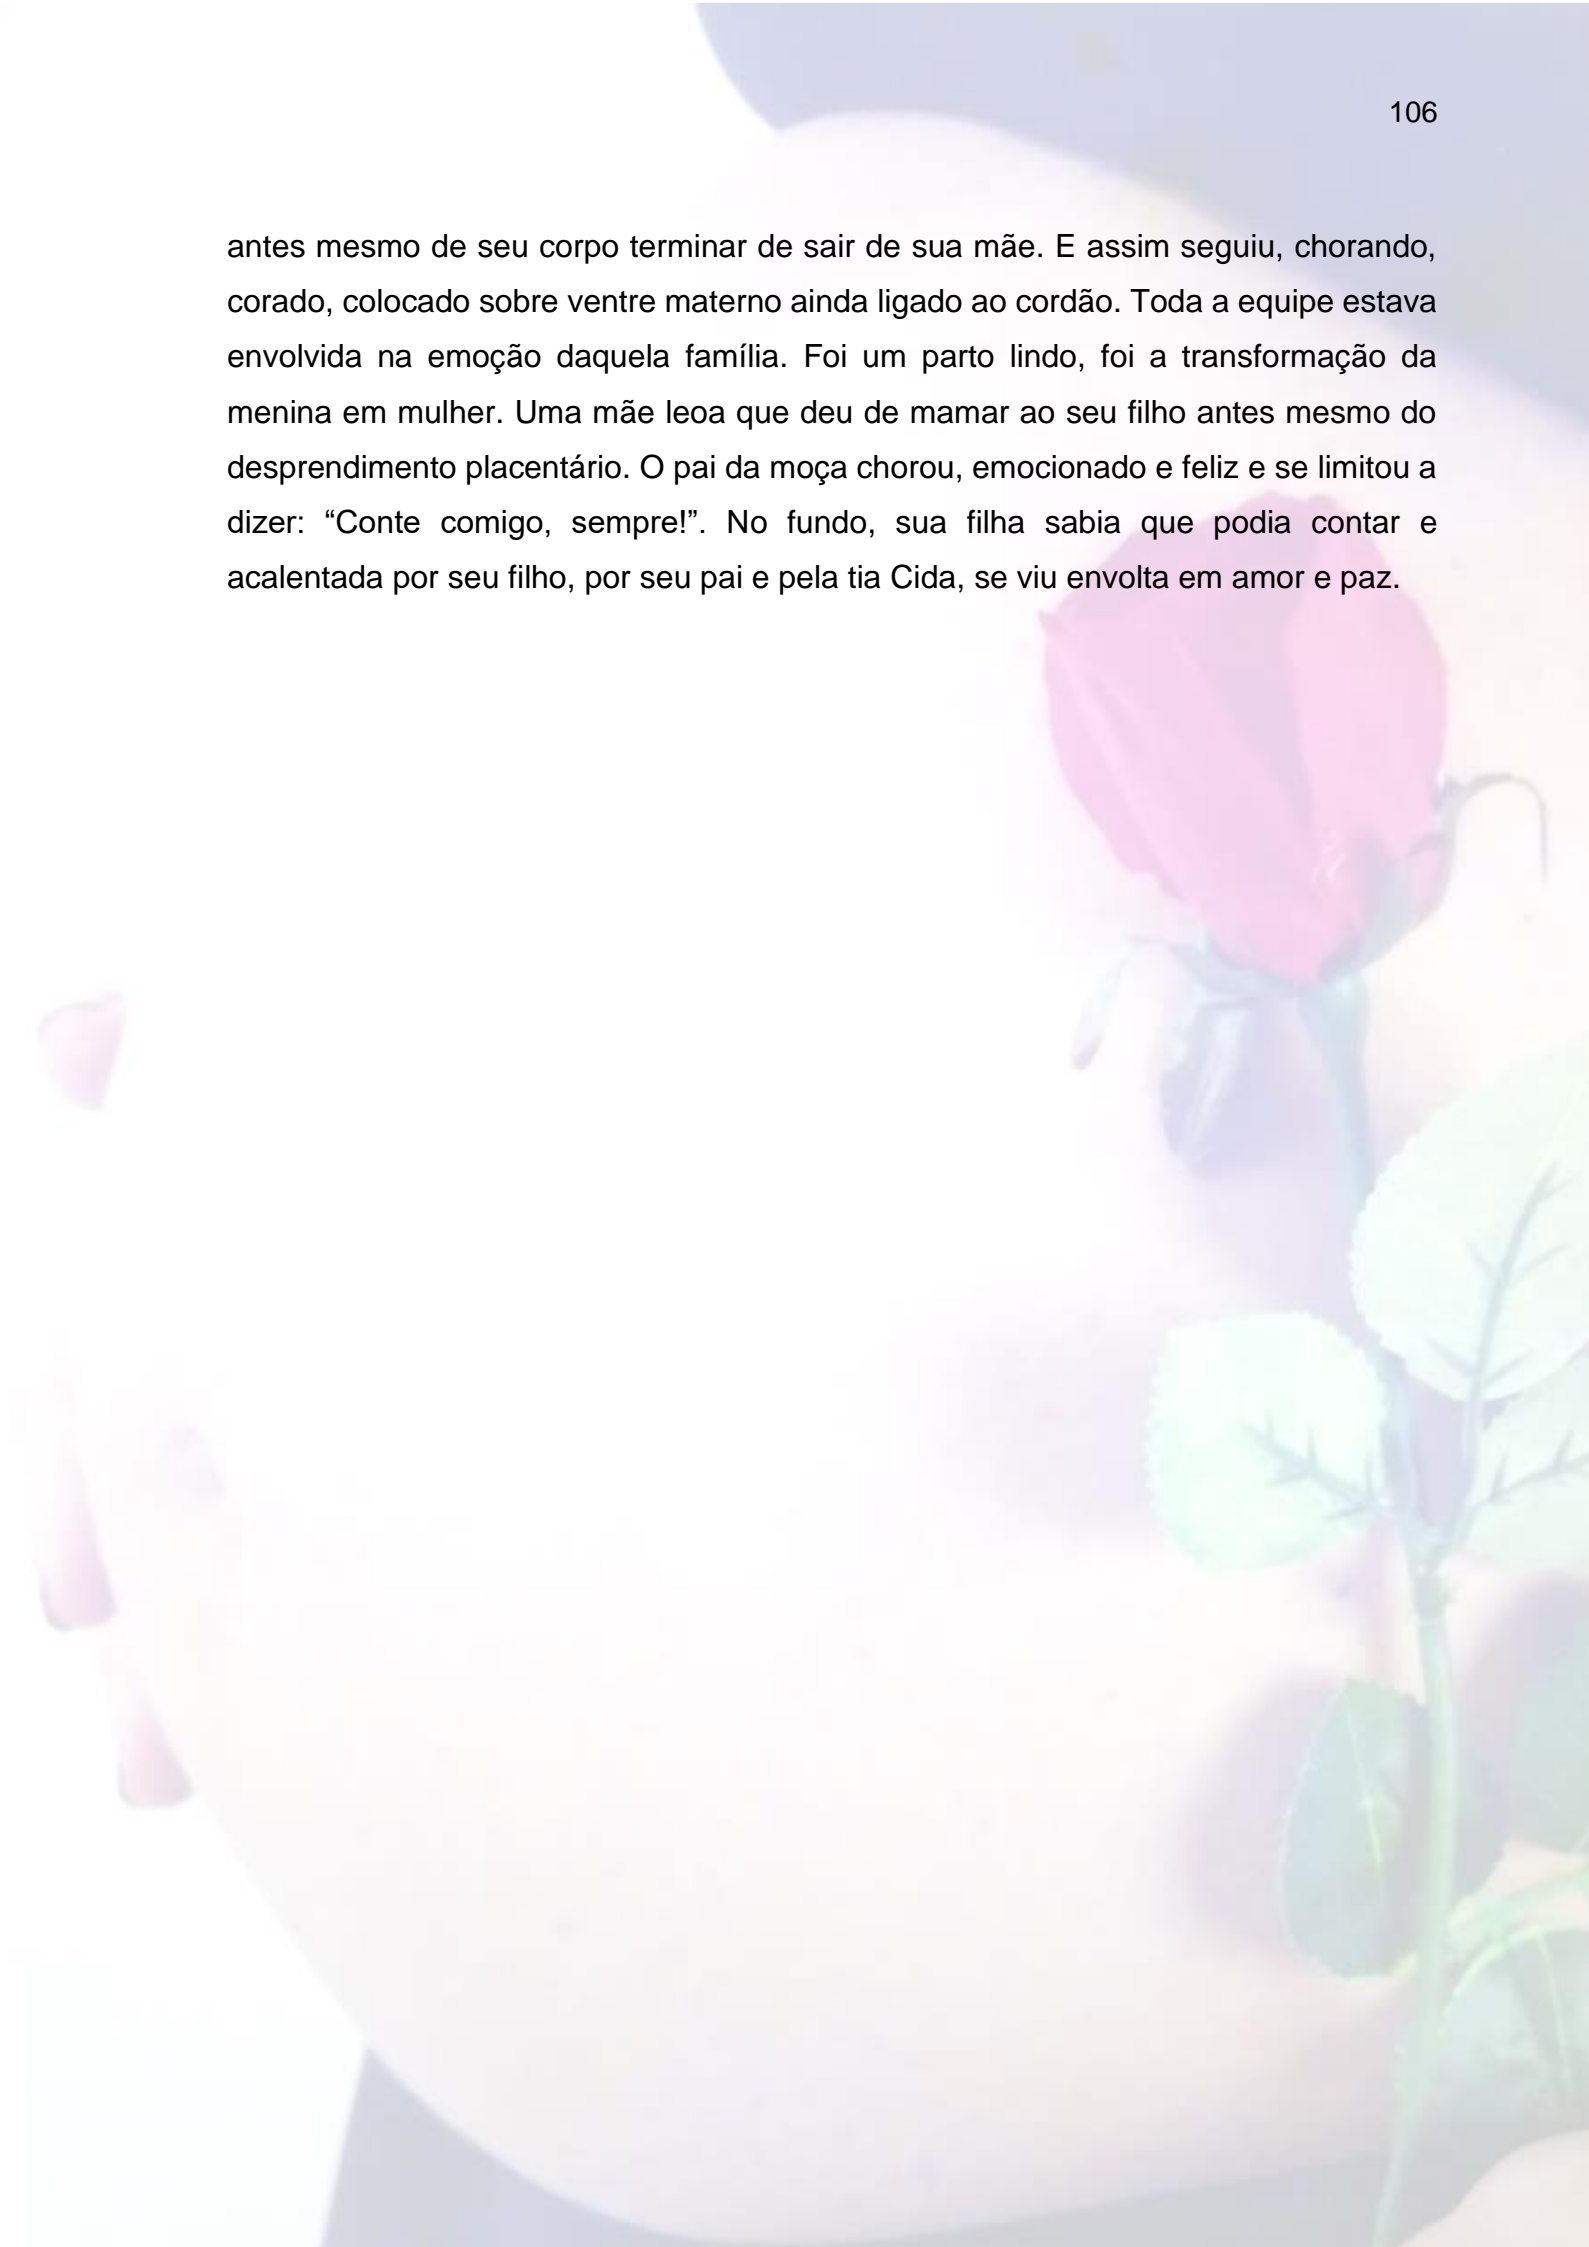 106
antes mesmo de seu corpo terminar de sair de sua mãe. E assim seguiu, chorando,
corado, colocado sobre ventre materno ainda ligado ao cordão. Toda a equipe estava
envolvida na emoção daquela família. Foi um parto lindo, foi a transformação da
menina em mulher. Uma mãe leoa que deu de mamar ao seu filho antes mesmo do
desprendimento placentário. O pai da moça chorou, emocionado e feliz e se limitou a
dizer: “Conte comigo, sempre!”. No fundo, sua filha sabia que podia contar e
acalentada por seu filho, por seu pai e pela tia Cida, se viu envolta em amor e paz.